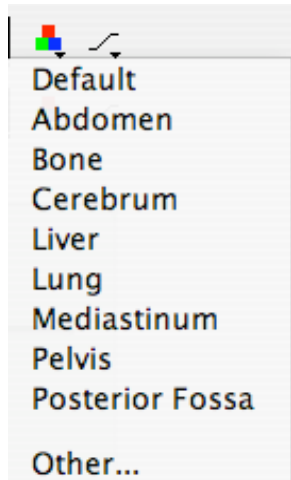 Default
Abdomen
Bone
Cerebrum
Liver
Lung
Mediastinum
Pelvis
Posterior Fossa
Other...